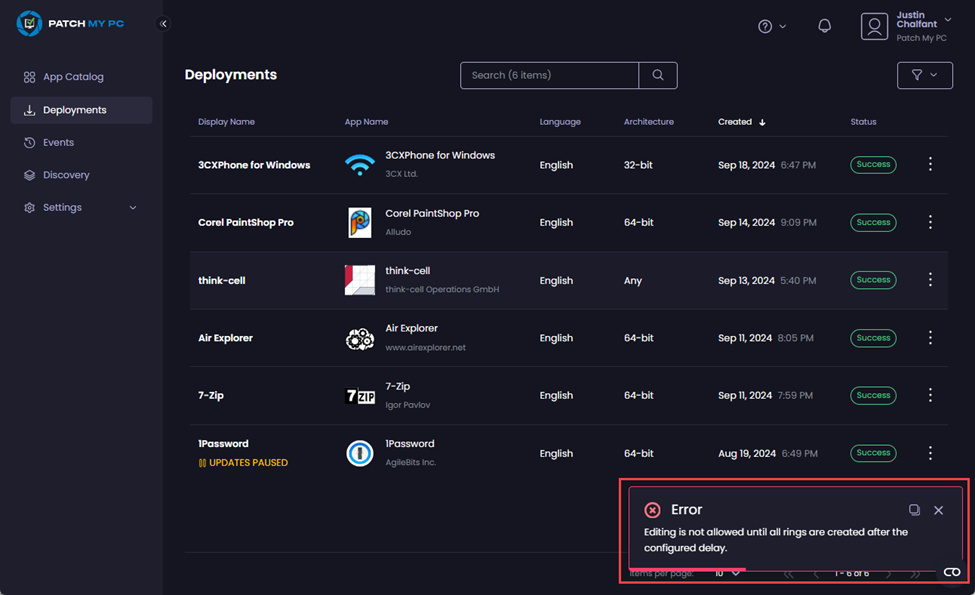 PATCH MY PC
Justin
Chalfant
Patch My PC
App Catalog
Deployments
Events
Discovery
Settings
Deployments
Search (6 items)
Display Name App Name Language Architecture Created Status
3CXPhone for Windows 3CXPhone for Windows 3CX Ltd. English 32-bit Sep 18, 2024 6:47 PM Success
Corel PaintShop Pro Corel PaintShop Pro Alludo English 64-bit Sep 14, 2024 9:09 PM Success
think-cell think-cell think-cell Operations GmbH English Any Sep 13, 2024 5:40 PM Success
Air Explorer Air Explorer www.airexplorer.net English 64-bit Sep 11, 2024 8:05 PM Success
7-Zip 7ZIP 7-Zip Igor Pavlov English 64-bit Sep 11, 2024 7:59 PM Success
1Password 1Password AgileBits Inc. English 64-bit Aug 19, 2024 6:49 PM Success
UPDATES PAUSED
Error
Editing is not allowed until all rings are created after the
configured delay.
Items per page: 10 1 - 6 of 6